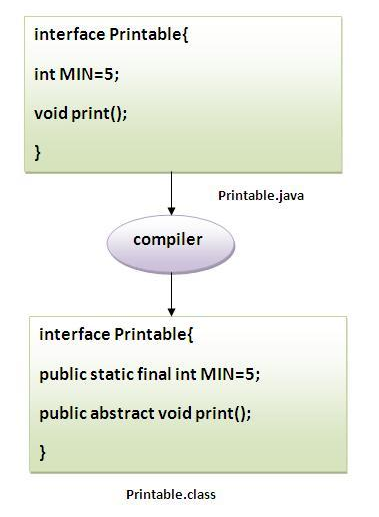 interface Printable{
int MIN=5;
void print();
}
Printable.java
compiler
interface Printable{
public static final int MIN=5;
public abstract void print();
}
Printable.class